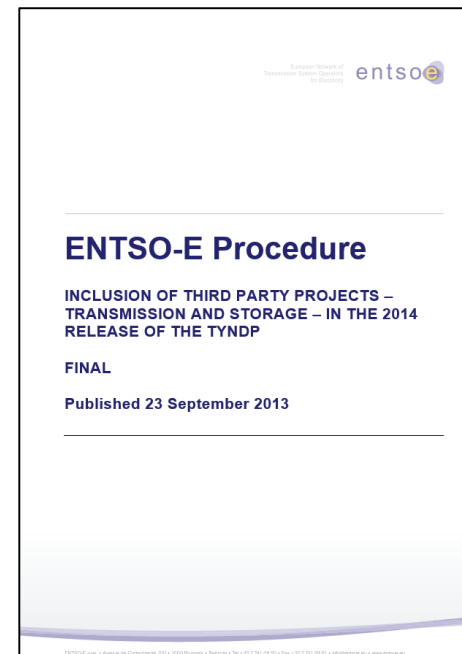 European Network of
Transmission System Operators
for Electricity
entsoe
ENTSO-E Procedure
INCLUSION OF THIRD PARTY PROJECTS –
TRANSMISSION AND STORAGE – IN THE 2014
RELEASE OF THE TYNDP
FINAL
Published 23 September 2013